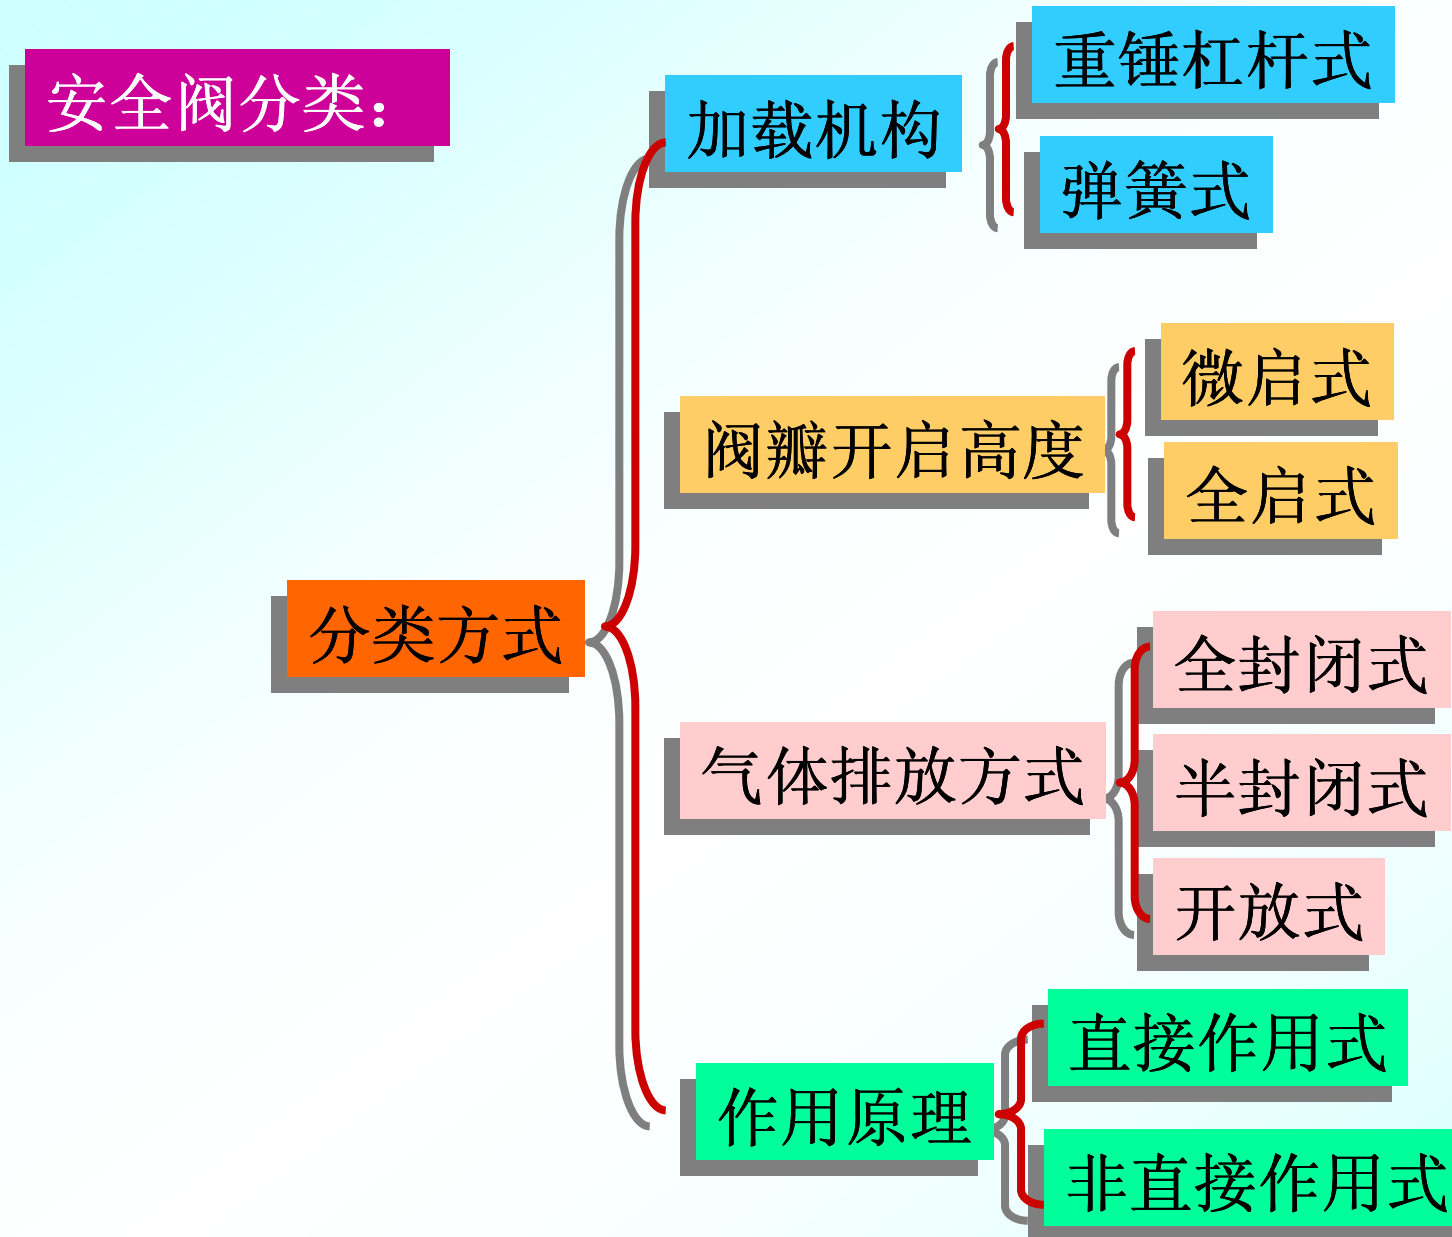 安全阀分类:
分类方式
加载机构
重锤杠杆式
弹簧式
阀瓣开启高度
微启式
全启式
气体排放方式
全封闭式
半封闭式
开放式
作用原理
直接作用式
非直接作用式